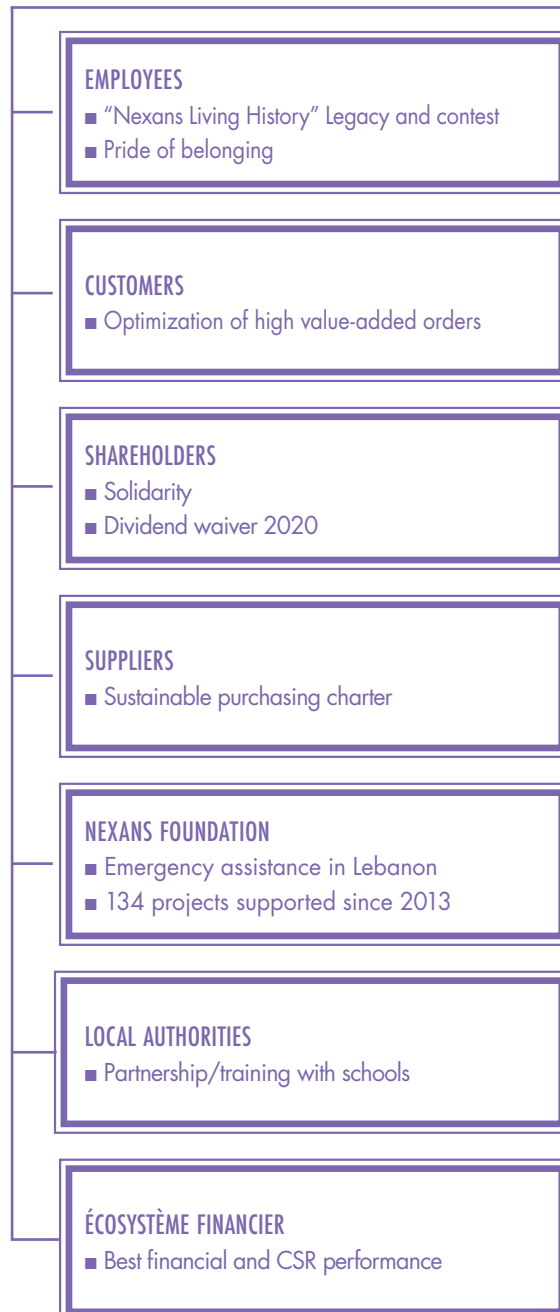 EMPLOYEES
■ “Nexans Living History” Legacy and contest
■ Pride of belonging
CUSTOMERS
■ Optimization of high value-added orders
SHAREHOLDERS
■ Solidarity
■ Dividend waiver 2020
SUPPLIERS
■ Sustainable purchasing charter
NEXANS FOUNDATION
■ Emergency assistance in Lebanon
■ 134 projects supported since 2013
LOCAL AUTHORITIES
■ Partnership/training with schools
ÉCOSYSTÈME FINANCIER
■ Best financial and CSR performance